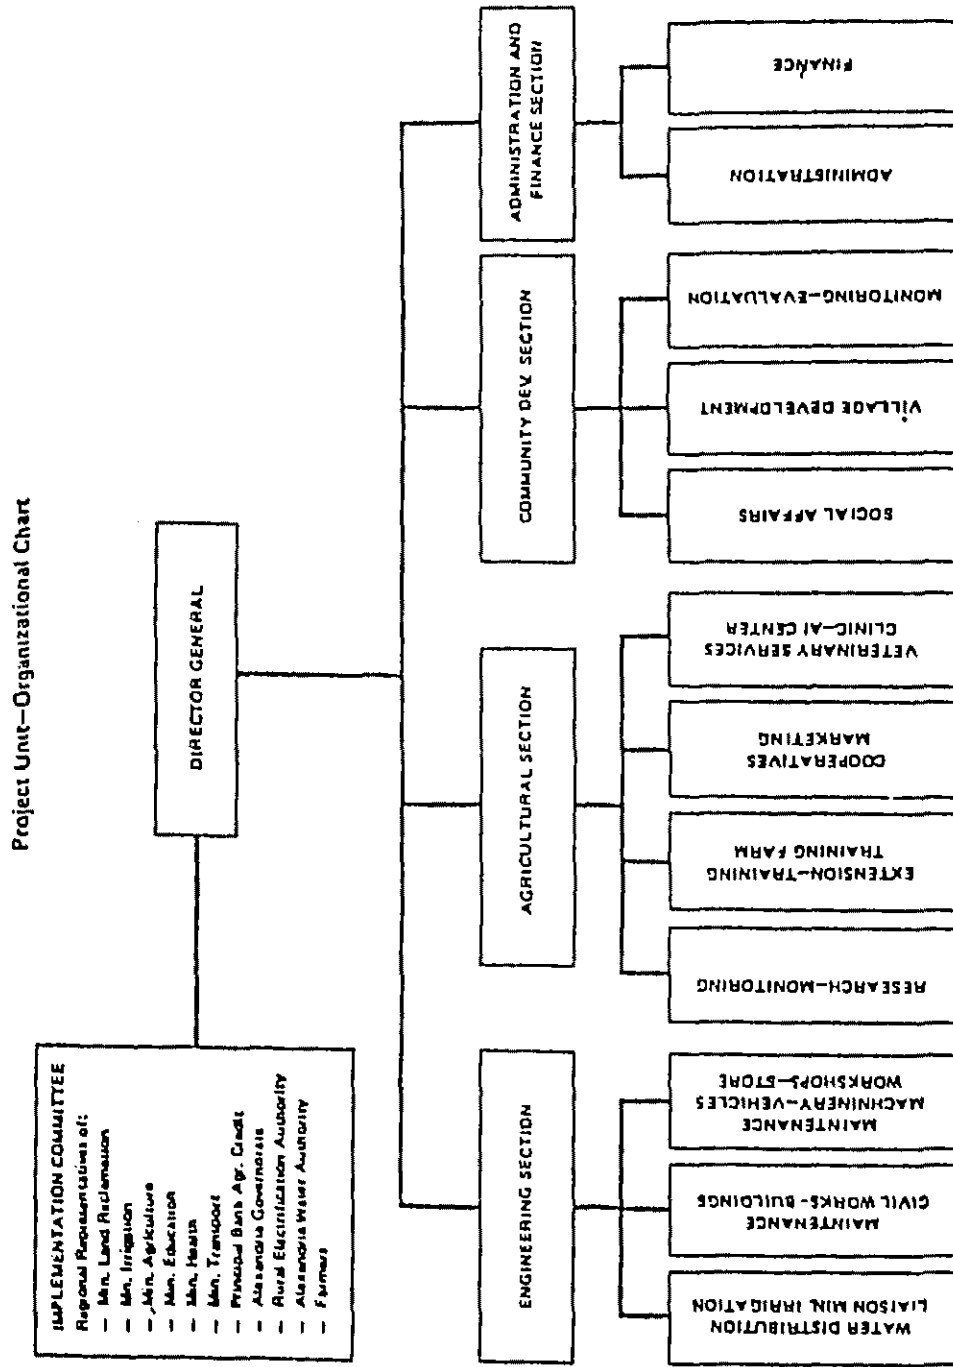 Project Unit—Organizational Chart
IMPLEMENTATION COMMITTEE
Regional Representatives of:
— Min. Land Reclamation
— Min. Irrigation
— Min. Agriculture
— Min. Education
— Min. Health
— Min. Transport
— Principal Bank Agr. Credit
— Alexandria Governorate
— Rural Electrification Authority
— Alexandria Water Authority
— Farmers
DIRECTOR GENERAL
ENGINEERING SECTION
AGRICULTURAL SECTION
COMMUNITY DEV. SECTION
ADMINISTRATION AND
FINANCE SECTION
WATER DISTRIBUTION
LIAISON MIN. IRRIGATION
MAINTENANCE
CIVIL WORKS - BUILDINGS
MAINTENANCE
MACHINERY—VEHICLES
WORKSHOPS—STORE
RESEARCH—MONITORING
EXTENSION—TRAINING
TRAINING FARM
COOPERATIVES
MARKETING
VETERINARY SERVICES
CLINIC—AI CENTER
SOCIAL AFFAIRS
VILLAGE DEVELOPMENT
MONITORING—EVALUATION
ADMINISTRATION
FINANCE